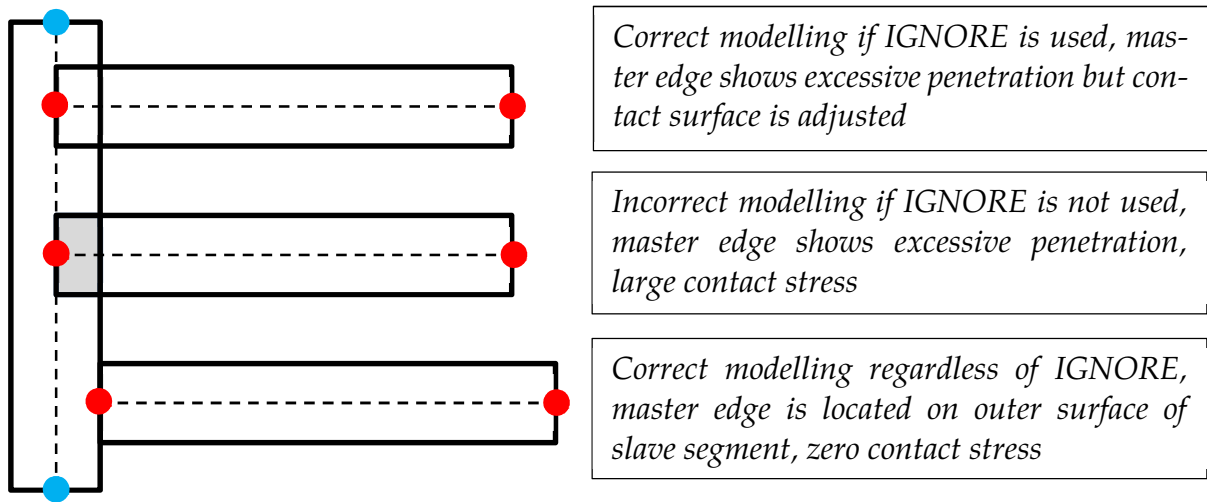 Correct modelling if IGNORE is used, mas-
ter edge shows excessive penetration but con-
tact surface is adjusted
Incorrect modelling if IGNORE is not used,
master edge shows excessive penetration,
large contact stress
Correct modelling regardless of IGNORE,
master edge is located on outer surface of
slave segment, zero contact stress